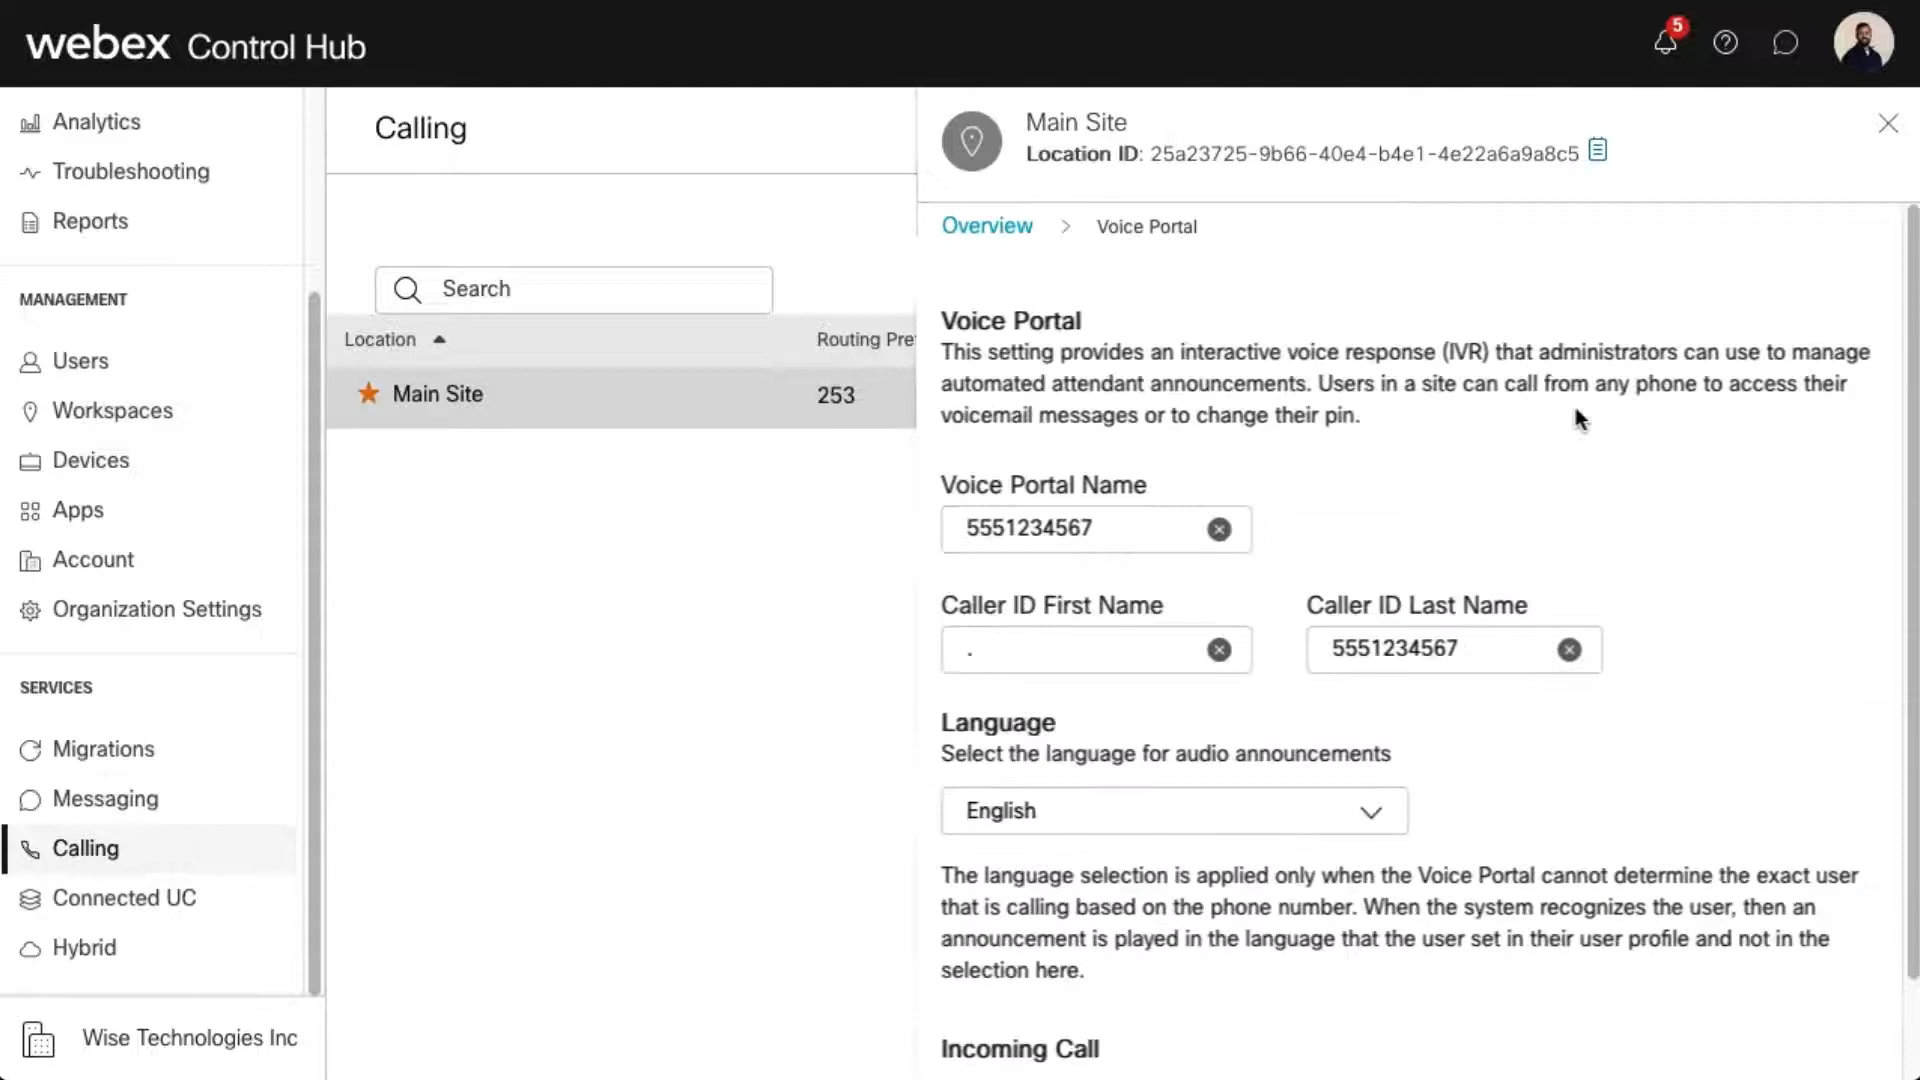 webex Control Hub
5
Analytics
Troubleshooting
Reports
MANAGEMENT
Users
Workspaces
Devices
Apps
Account
Organization Settings
SERVICES
Migrations
Messaging
Calling
Connected UC
Hybrid
Wise Technologies Inc
Calling
Search
Location
Routing Pre
Main Site
253
Main Site
Location ID: 25a23725-9b66-40e4-b4e1-4e22a6a9a8c5
Overview > Voice Portal
Voice Portal
This setting provides an interactive voice response (IVR) that administrators can use to manage
automated attendant announcements. Users in a site can call from any phone to access their
voicemail messages or to change their pin.
Voice Portal Name
5551234567
Caller ID First Name
.
Caller ID Last Name
5551234567
Language
Select the language for audio announcements
English
The language selection is applied only when the Voice Portal cannot determine the exact user
that is calling based on the phone number. When the system recognizes the user, then an
announcement is played in the language that the user set in their user profile and not in the
selection here.
Incoming Call